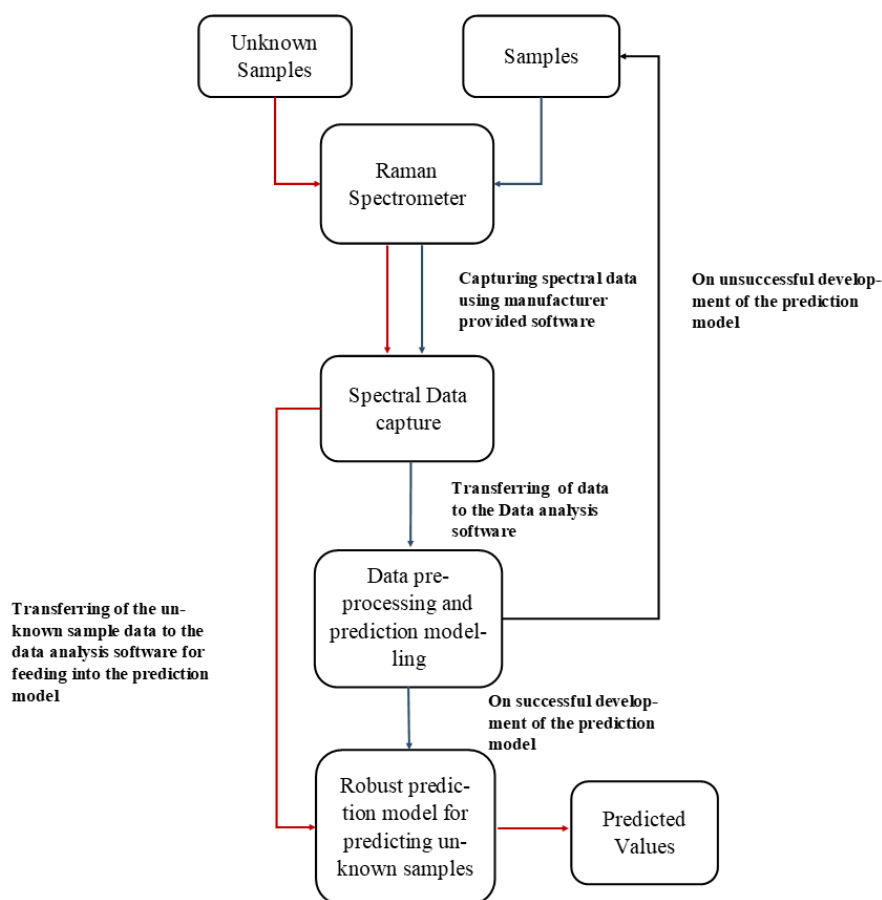 Unknown
Samples
Samples
Raman
Spectrometer
Capturing spectral data
using manufacturer
provided software
On unsuccessful develop-
ment of the prediction
model
Spectral Data
capture
Transferring of data
to the Data analysis
software
Data pre-
processing and
prediction model-
ling
Transferring of the un-
known sample data to the
data analysis software for
feeding into the prediction
model
On successful develop-
ment of the prediction
model
Robust predic-
tion model for
predicting un-
known samples
Predicted
Values